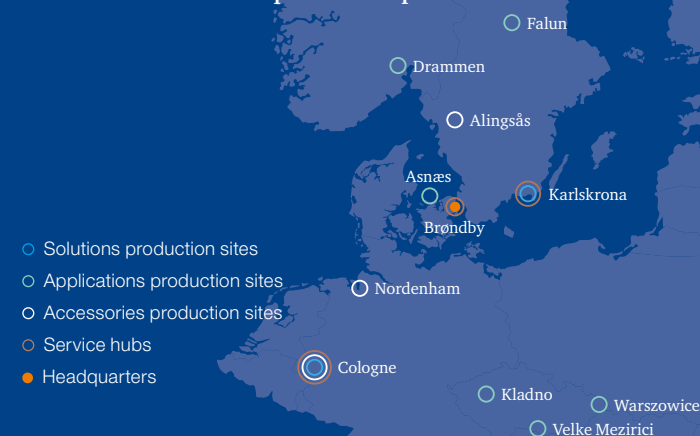 Falun
Drammen
Alingsås
Asnæs
Karlskrona
Brøndby
Solutions production sites
Applications production sites
Nordenham
Accessories production sites
Service hubs
Cologne
Headquarters
Kladno
Warszowice
Velke Mezirici